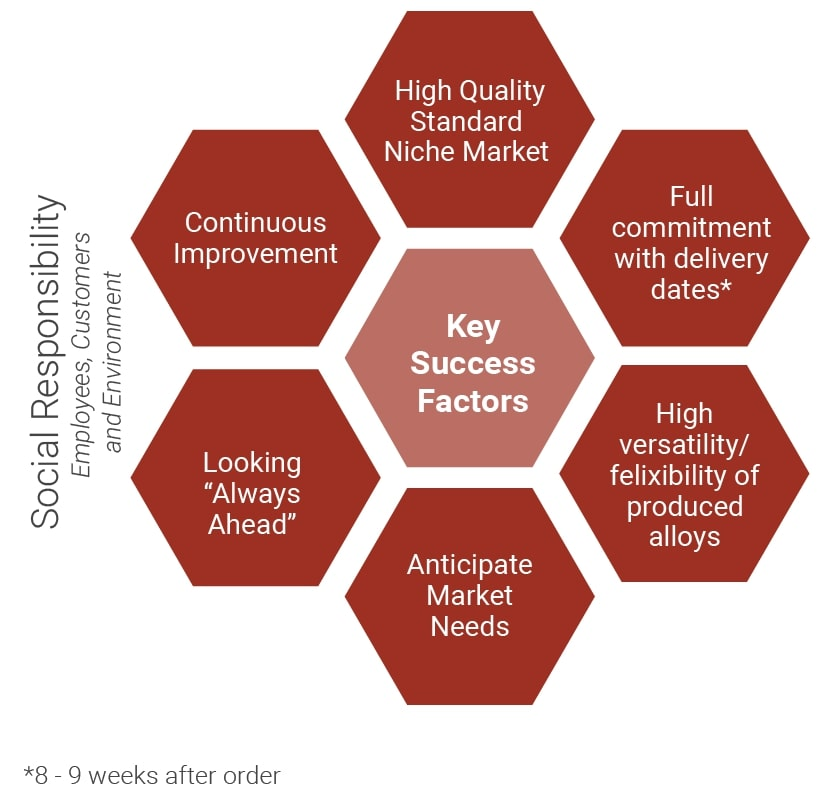 High Quality
Standard
Niche Market
Full
commitment
with delivery
dates*
High
versatility/
felixibility of
produced
alloys
Anticipate
Market
Needs
Looking
“Always
Ahead”
Continuous
Improvement
Key
Success
Factors
Social Responsibility
Employees, Customers
and Environment
*8 - 9 weeks after order